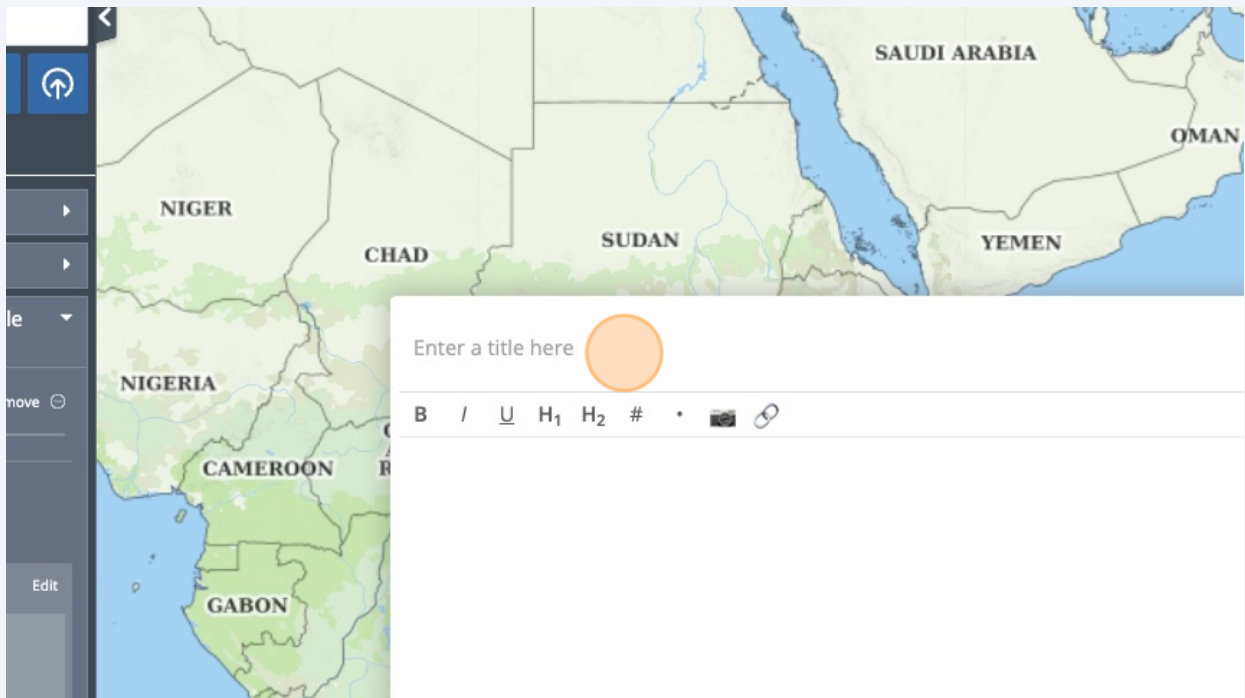 SAUDI ARABIA
OMAN
NIGER
SUDAN
YEMEN
CHAD
le
Enter a title here
NIGERIA
move
B I U H1 H2 # •
CAMEROON
R
Edit
GABON